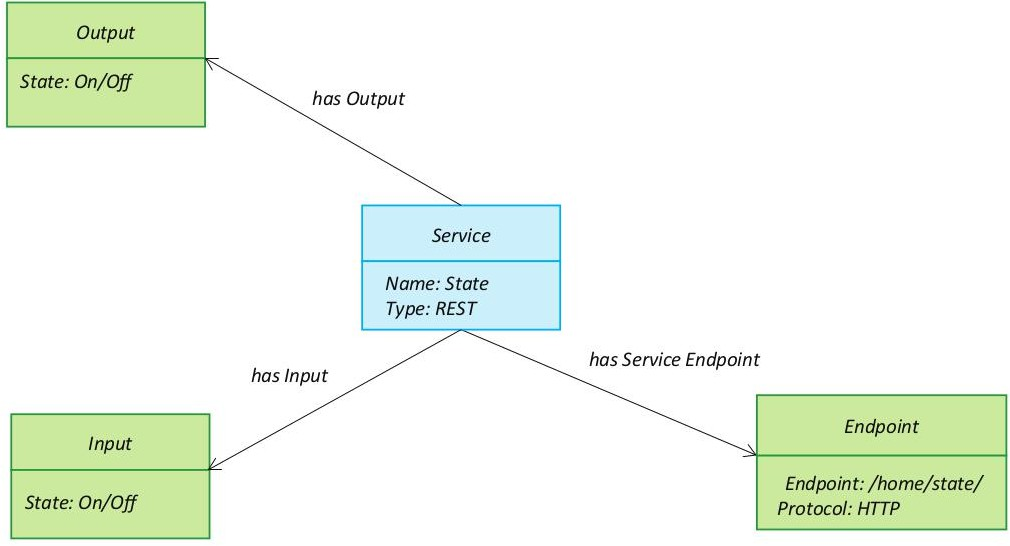 Output
State: On/Off
has Output
Service
Name: State
Type: REST
has Input
has Service Endpoint
Input
State: On/Off
Endpoint
Endpoint: /home/state/
Protocol: HTTP